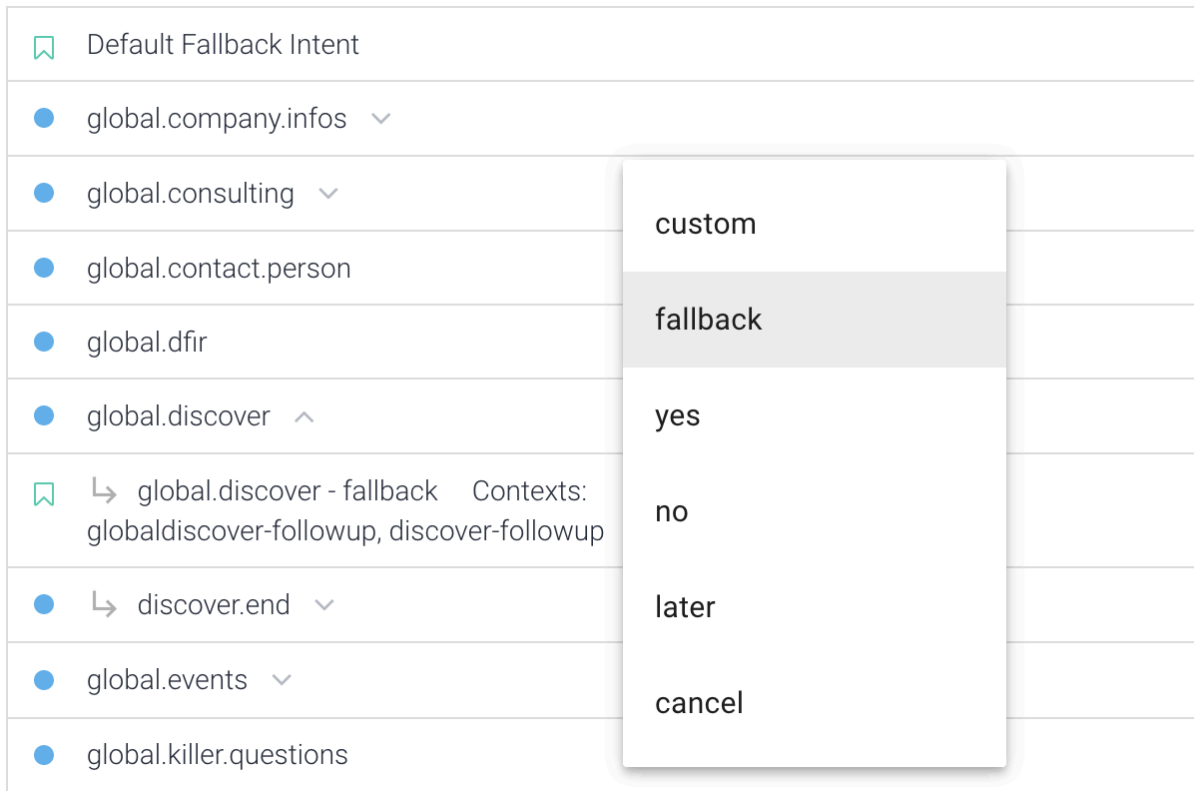 Default Fallback Intent
global.company.infos
global.consulting
global.contact.person
global.dfir
global.discover
global.discover - fallback Contexts:
globaldiscover-followup, discover-followup
discover.end
global.events
global.killer.questions
custom
fallback
yes
no
later
cancel